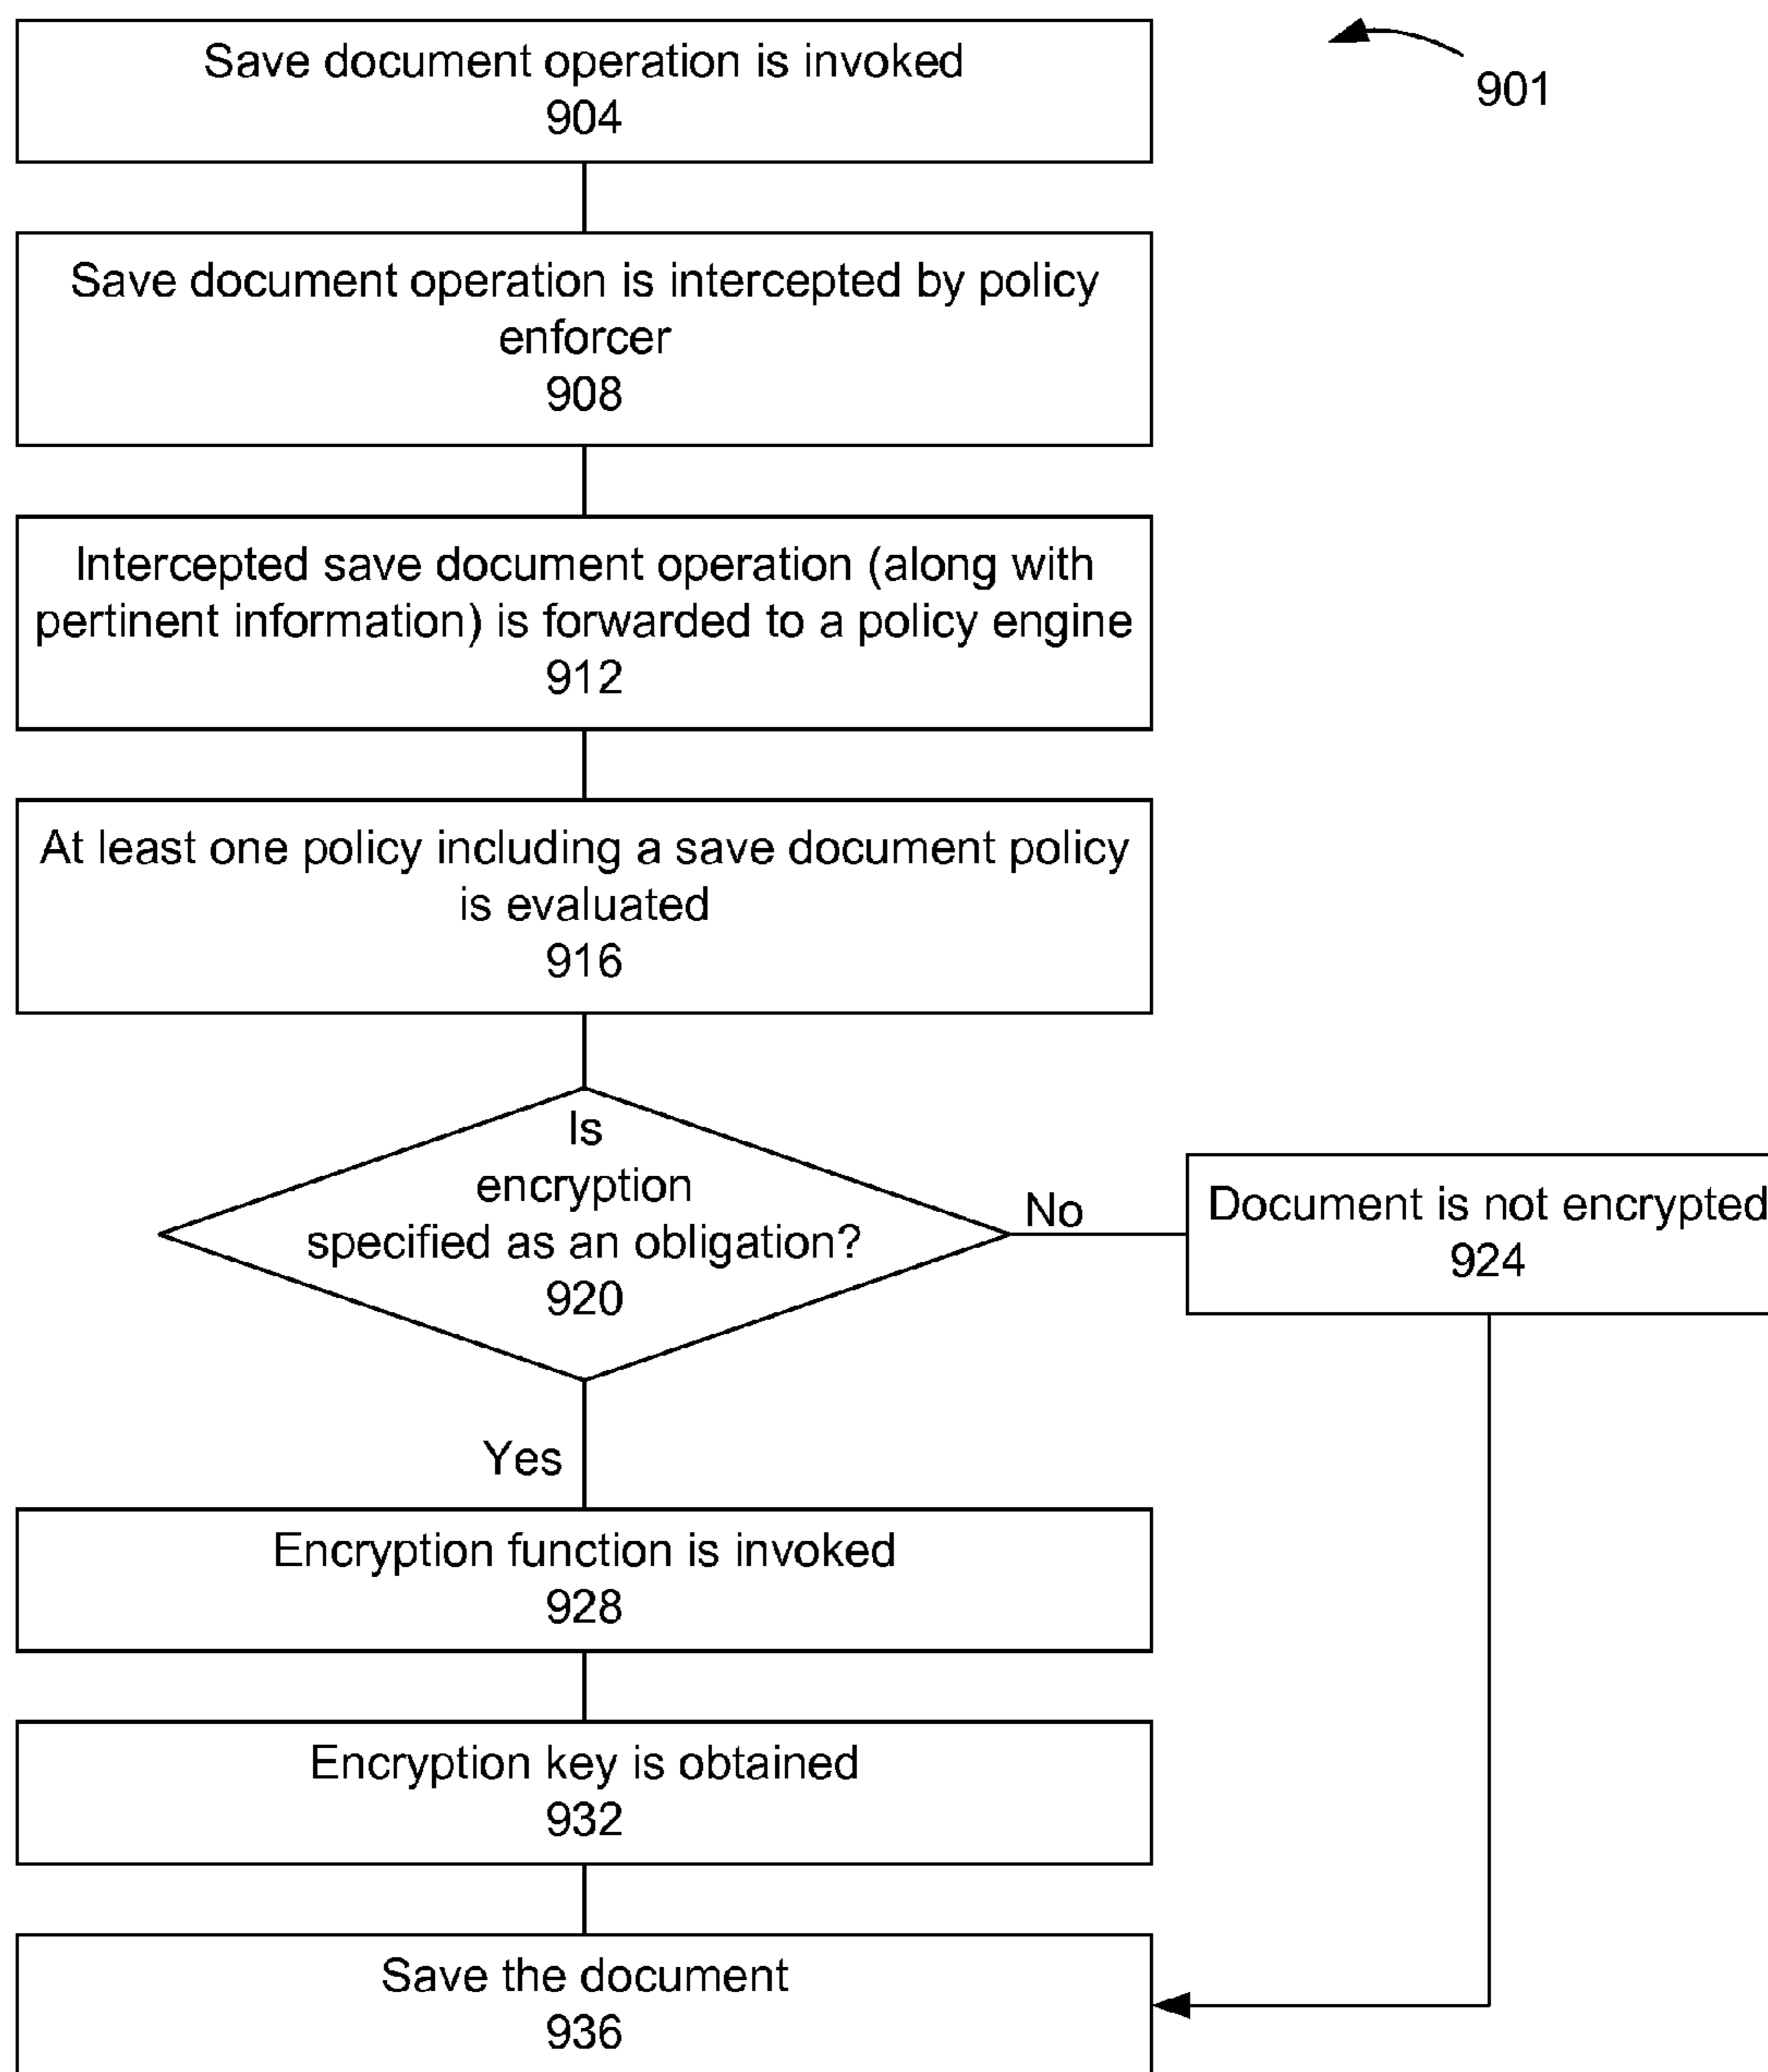 Save document operation is invoked
904
901
Save document operation is intercepted by policy
enforcer
908
Intercepted save document operation (along with
pertinent information) is forwarded to a policy engine
912
At least one policy including a save document policy
is evaluated
916
Is
encryption
specified as an obligation?
920
No
Document is not encrypted
924
Yes
Encryption function is invoked
928
Encryption key is obtained
932
Save the document
936